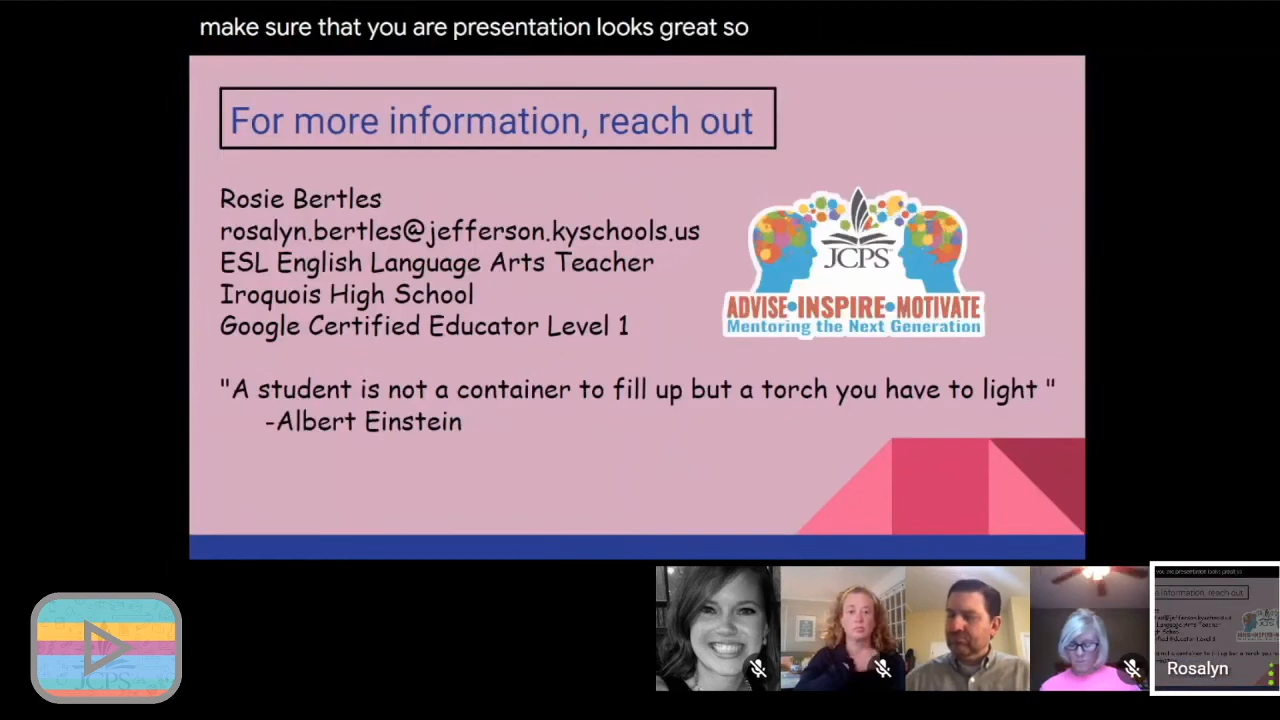 make sure that you are presentation looks great so
For more information, reach out
Rosie Bertles
rosalyn.bertles@jefferson.kyschools.us
ESL English Language Arts Teacher
Iroquois High School
Google Certified Educator Level 1
JCPS
ADVISE•INSPIRE•MOTIVATE
Mentoring the Next Generation
"A student is not a container to fill up but a torch you have to light "
-Albert Einstein
JCPS
Rosalyn